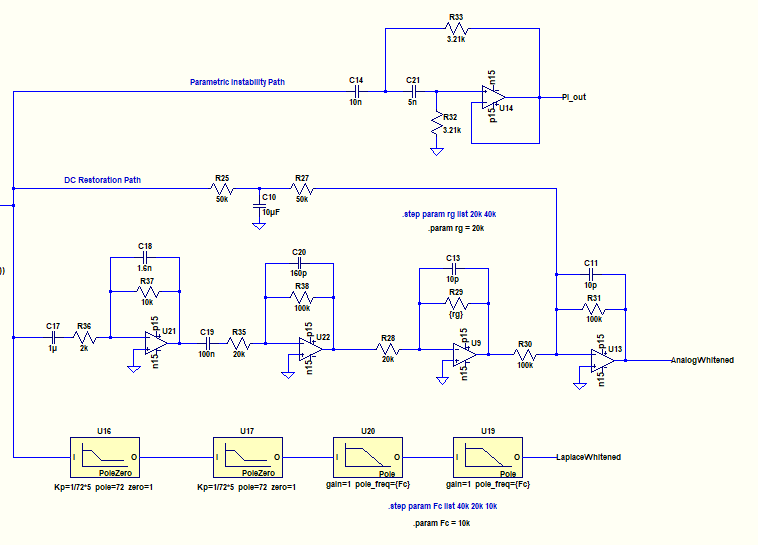 R33
3.21k
Parametric Instability Path
C14
10n
C21
5n
n15
p15
U14
PI_out
R32
3.21k
DC Restoration Path
R25
50k
R27
50k
C10
10µF
.step param rg list 20k 40k
.param rg = 20k
C18
1.6n
R37
10k
C20
160p
R38
100k
C13
10p
R29
{rg}
C11
10p
R31
100k
C17
1µ
R36
2k
p15
U21
n15
C19
100n
R35
20k
p15
U22
n15
R28
20k
p15
U9
n15
R30
100k
p15
U13
n15
AnalogWhitened
U16
I O
PoleZero
Kp=1/72*5 pole=72 zero=1
U17
I O
PoleZero
Kp=1/72*5 pole=72 zero=1
U20
I O
Pole
gain=1 pole_freq={Fc}
U19
I O
Pole
gain=1 pole_freq={Fc}
LaplaceWhitened
.step param Fc list 40k 20k 10k
.param Fc = 10k